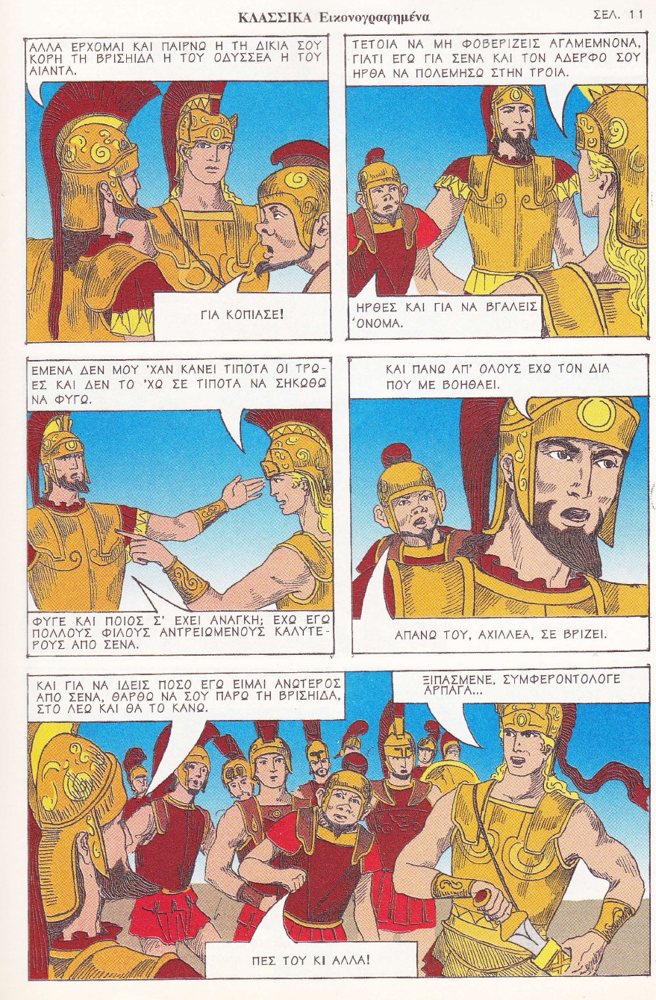 ΚΛΑΣΣΙΚΑ Εικονογραφημένα
ΣΕΛ. 11
ΑΛΛΑ ΕΡΧΟΜΑΙ ΚΑΙ ΠΑΙΡΝΩ Η ΤΗ ΔΙΚΙΑ ΣΟΥ
ΚΟΡΗ ΤΗ ΒΡΙΣΗΙΔΑ Η ΤΟΥ ΟΔΥΣΣΕΑ Η ΤΟΥ
ΑΙΑΝΤΑ.
ΓΙΑ ΚΟΠΙΑΣΕ!
ΤΕΤΟΙΑ ΝΑ ΜΗ ΦΟΒΕΡΙΖΕΙΣ ΑΓΑΜΕΜΝΟΝΑ,
ΓΙΑΤΙ ΕΓΩ ΓΙΑ ΣΕΝΑ ΚΑΙ ΤΟΝ ΑΔΕΡΦΟ ΣΟΥ
ΗΡΘΑ ΝΑ ΠΟΛΕΜΗΣΩ ΣΤΗΝ ΤΡΟΙΑ.
ΗΡΘΕΣ ΚΑΙ ΓΙΑ ΝΑ ΒΓΑΛΕΙΣ
ΌΝΟΜΑ.
ΕΜΕΝΑ ΔΕΝ ΜΟΥ 'ΧΑΝ ΚΑΝΕΙ ΤΙΠΟΤΑ ΟΙ ΤΡΩ-
ΕΣ ΚΑΙ ΔΕΝ ΤΟ 'ΧΩ ΣΕ ΤΙΠΟΤΑ ΝΑ ΣΗΚΩΘΩ
ΝΑ ΦΥΓΩ.
ΦΥΓΕ ΚΑΙ ΠΟΙΟΣ Σ' ΕΧΕΙ ΑΝΑΓΚΗ; ΕΧΩ ΕΓΩ
ΠΟΛΛΟΥΣ ΦΙΛΟΥΣ ΑΝΤΡΕΙΩΜΕΝΟΥΣ ΚΑΛΥΤΕ-
ΡΟΥΣ ΑΠΟ ΣΕΝΑ.
ΚΑΙ ΠΑΝΩ ΑΠ' ΟΛΟΥΣ ΕΧΩ ΤΟΝ ΔΙΑ
ΠΟΥ ΜΕ ΒΟΗΘΑΕΙ.
ΑΠΑΝΩ ΤΟΥ, ΑΧΙΛΛΕΑ, ΣΕ ΒΡΙΖΕΙ.
ΚΑΙ ΓΙΑ ΝΑ ΙΔΕΙΣ ΠΟΣΟ ΕΓΩ ΕΙΜΑΙ ΑΝΩΤΕΡΟΣ
ΑΠΟ ΣΕΝΑ, ΘΑΡΘΩ ΝΑ ΣΟΥ ΠΑΡΩ ΤΗ ΒΡΙΣΗΙΔΑ,
ΣΤΟ ΛΕΩ ΚΑΙ ΘΑ ΤΟ ΚΑΝΩ.
ΞΙΠΑΣΜΕΝΕ, ΣΥΜΦΕΡΟΝΤΟΛΟΓΕ
ΑΡΠΑΓΑ...
ΠΕΣ ΤΟΥ ΚΙ ΑΛΛΑ!